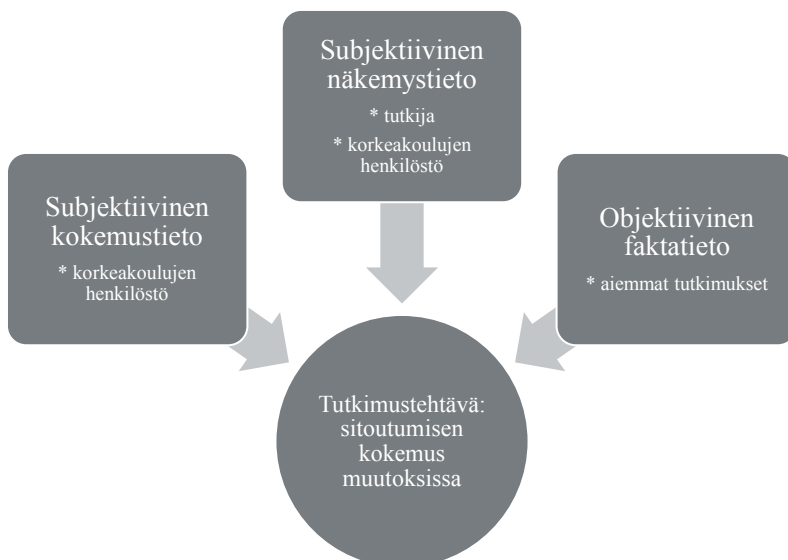 Subjektiivinen
näkemystieto
* tutkija
* korkeakoulujen
henkilöstö
Subjektiivinen
kokemustieto
* korkeakoulujen
henkilöstö
Objektiivinen
faktatieto
* aiemmat tutkimukset
Tutkimustehtävä:
sitoutumisen
kokemus
muutoksissa